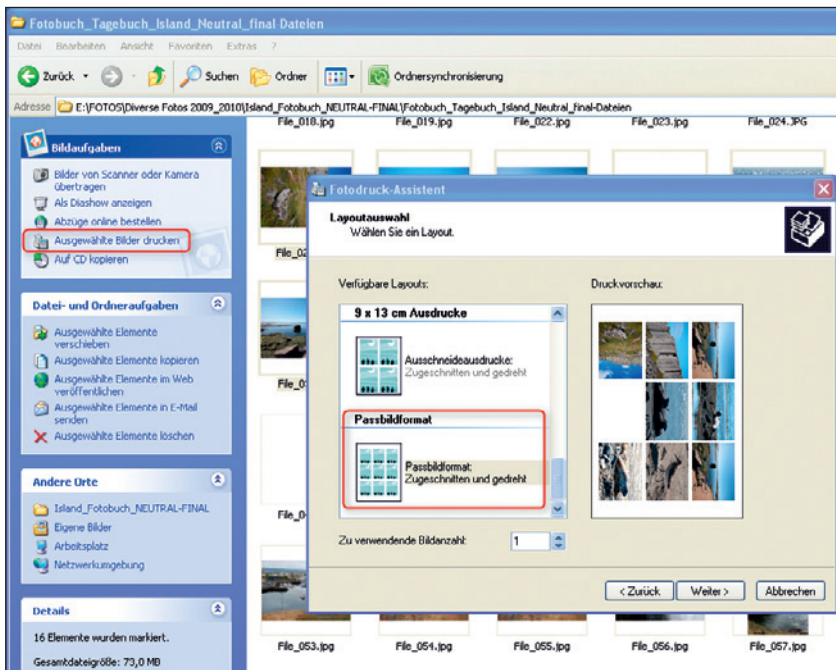 Fotobuch_Tagebuch_Island_Neutral_final-Dateien
Datei Bearbeiten Ansicht Favoriten Extras ?
Zurück Suchen Ordner Ordnersynchronisierung
Adresse E:\FOTOS\Diverse Fotos 2009_2010\Island_Fotobuch_NEUTRAL-FINAL\Fotobuch_Tagebuch_Island_Neutral_final-Dateien
File_018.jpg File_019.jpg File_022.jpg File_023.jpg File_024.JPG
Bildaufgaben
Bilder von Scanner oder Kamera
übertragen
Als Diashow anzeigen
Abzüge online bestellen
Ausgewählte Bilder drucken
Auf CD kopieren
Datei- und Ordneraufgaben
Ausgewählte Elemente
verschieben
Ausgewählte Elemente kopieren
Ausgewählte Elemente im Web
veröffentlichen
Ausgewählte Elemente in E-Mail
senden
Ausgewählte Elemente löschen
Andere Orte
Island_Fotobuch_NEUTRAL-FINAL
Eigene Bilder
Arbeitsplatz
Netzwerkumgebung
Details
16 Elemente wurden markiert.
Gesamtdateigröße: 73,0 MB
Fotodruck-Assistent
Layoutauswahl
Wählen Sie ein Layout.
Verfügbare Layouts:
Druckvorschau:
9 x 13 cm Ausdrucke
Ausschneideausdrucke:
Zugeschnitten und gedreht
Passbildformat
Passbildformat:
Zugeschnitten und gedreht
Zu verwendende Bildanzahl: 1
< Zurück Weiter > Abbrechen
File_053.jpg File_054.jpg File_055.jpg File_056.jpg File_057.jpg